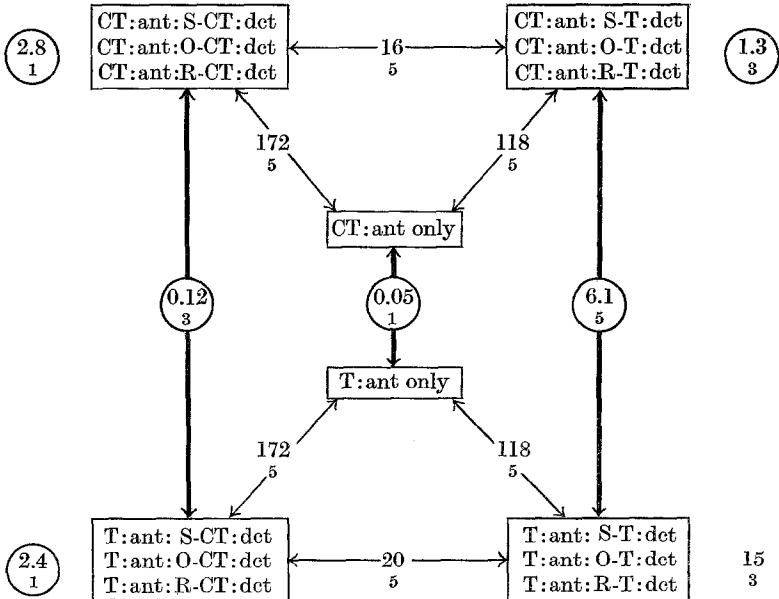 CT:ant: S-CT:dct
CT:ant:O-CT:dct
CT:ant:R-CT:dct
CT:ant: S-T:dct
CT:ant:O-T:dct
CT:ant:R-T:dct
2.8
1
16
5
1.3
3
172
5
118
5
CT:ant only
0.12
3
0.05
1
6.1
5
T:ant only
172
5
118
5
T:ant: S-CT:dct
T:ant:O-CT:dct
T:ant:R-CT:dct
T:ant: S-T:dct
T:ant:O-T:dct
T:ant:R-T:dct
2.4
1
20
5
15
3